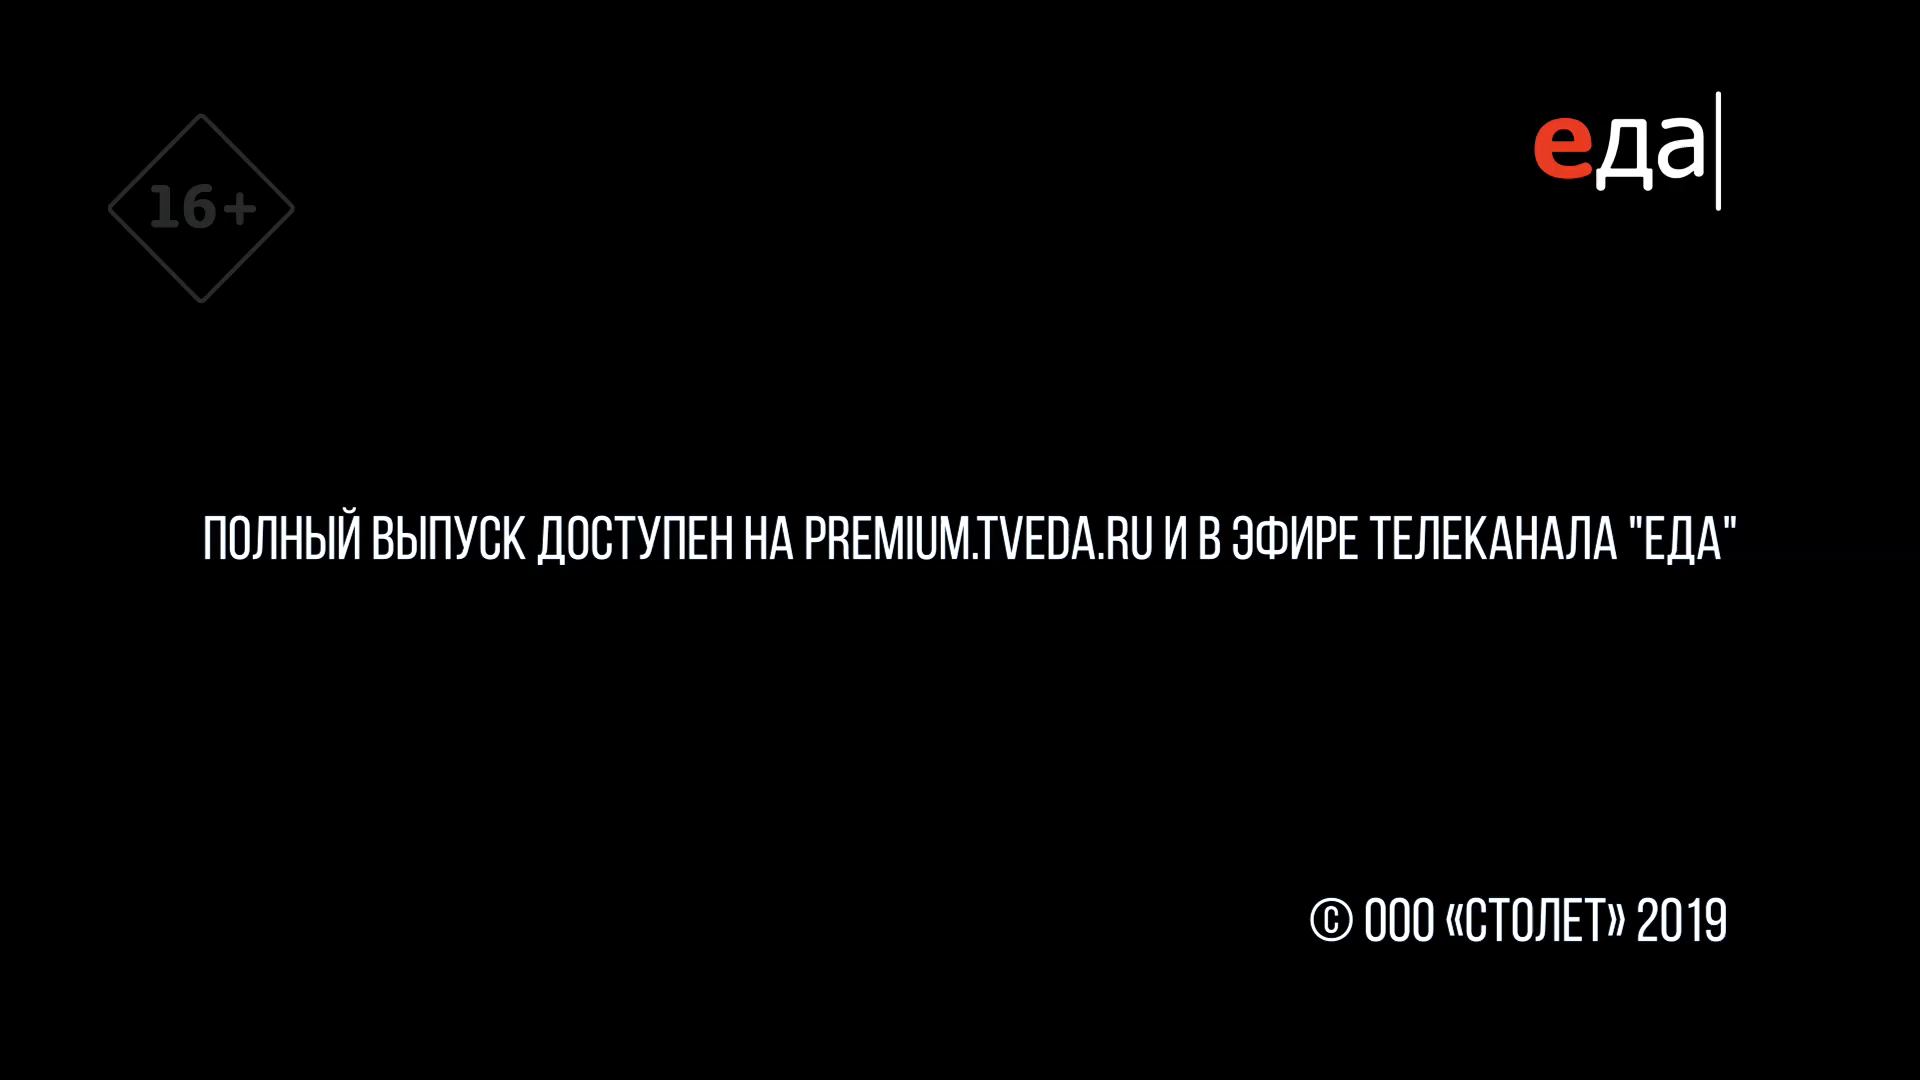 еда
16+
ПОЛНЫЙ ВЫПУСК ДОСТУПЕН НА PREMIUM.TVEDA.RU И В ЭФИРЕ ТЕЛЕКАНАЛА "ЕДА"
© ООО «СТОЛЕТ» 2019